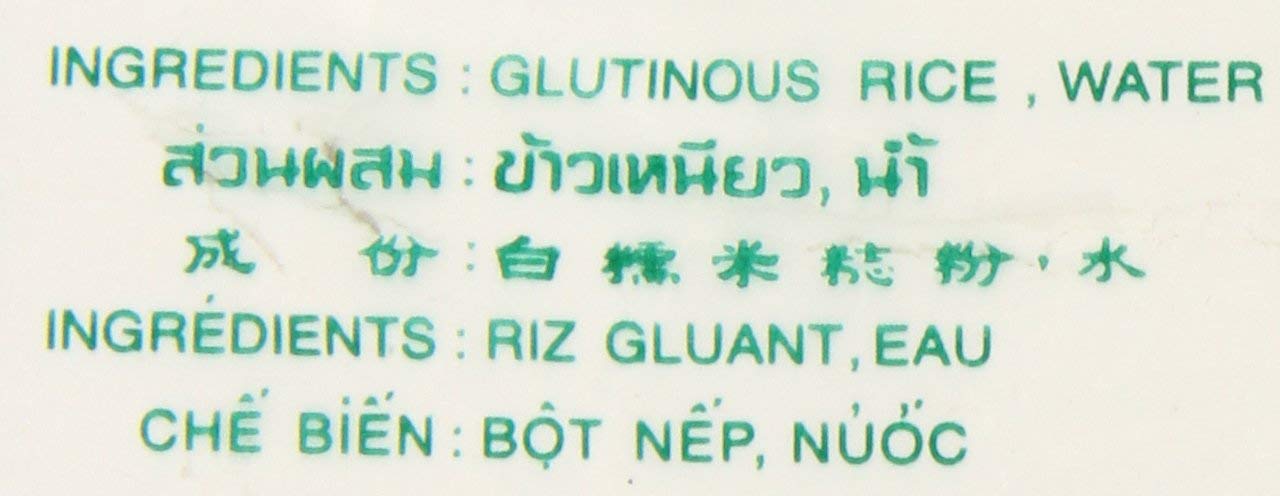 INGREDIENTS : GLUTINOUS RICE , WATER
ส่วนผสม : ข้าวเหนียว, น้ำ
成 份 : 白 糯 米 粉 , 水
INGRÉDIENTS : RIZ GLUANT, EAU
CHẾ BIẾN : BỘT NẾP, NƯỚC